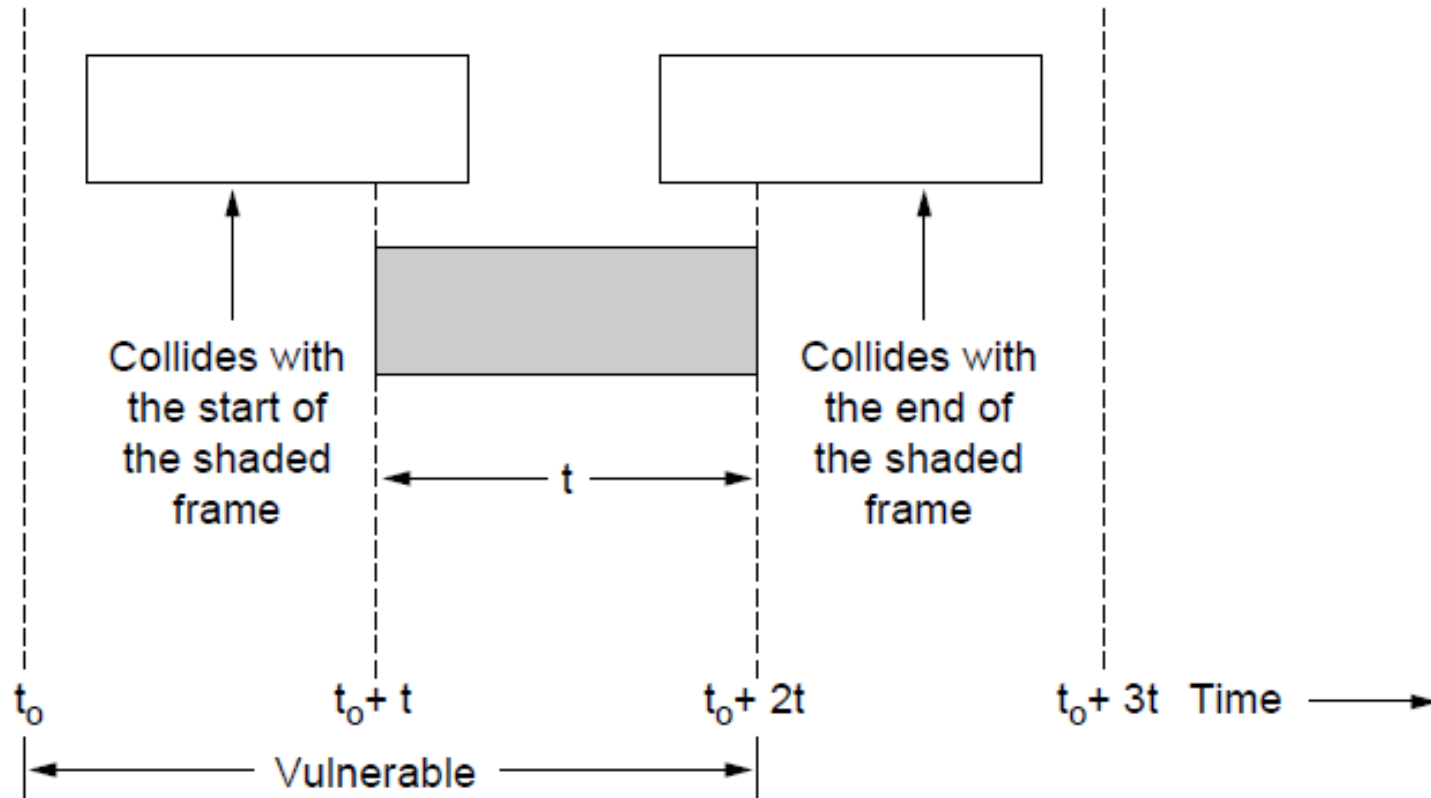 Collides with
the start of
the shaded
frame
t
Collides with
the end of
the shaded
frame
to
to+ t
to+ 2t
to+ 3t Time
Vulnerable